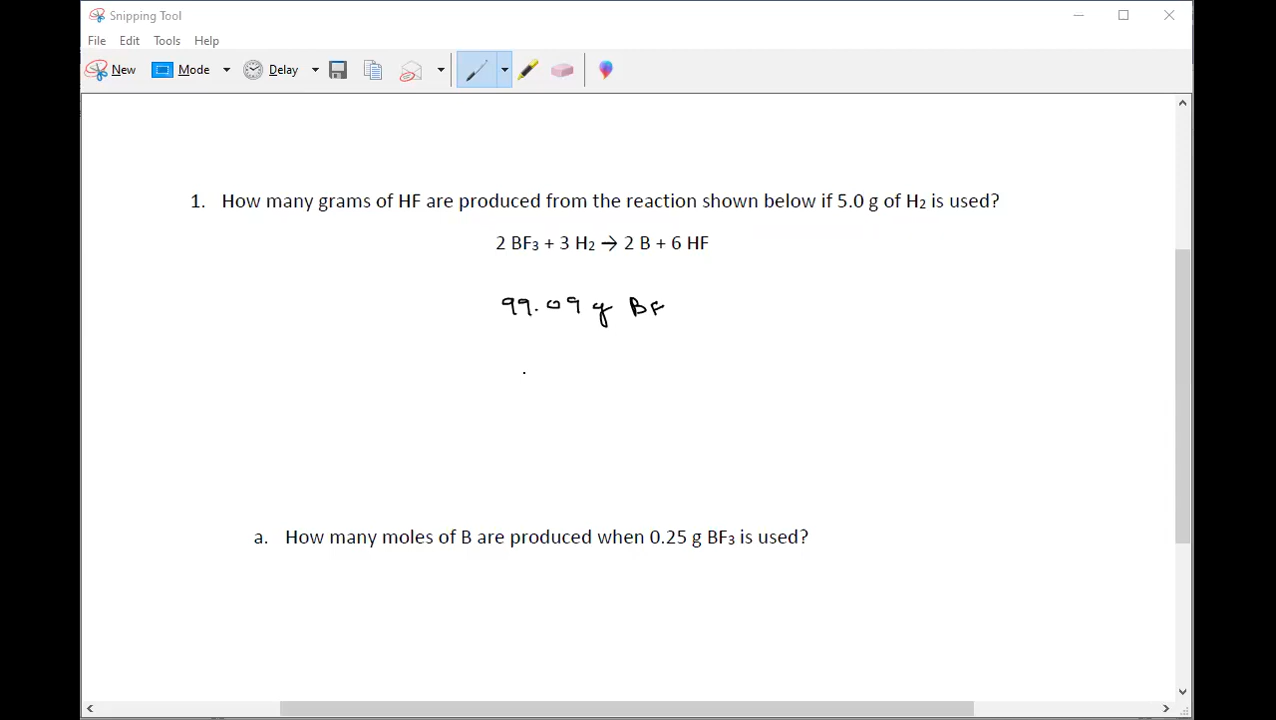 Snipping Tool
File Edit Tools Help
New Mode Delay
1. How many grams of HF are produced from the reaction shown below if 5.0 g of H₂ is used?
2 BF₃ + 3 H₂ → 2 B + 6 HF
99.09 g BF
a. How many moles of B are produced when 0.25 g BF₃ is used?